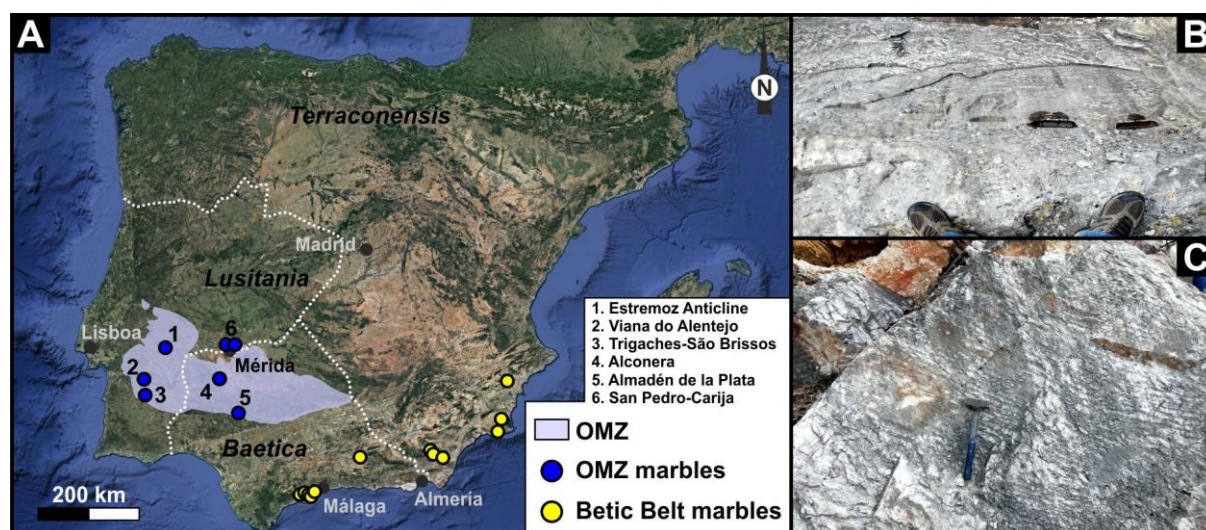 A
B
N
Terraconensis
Madrid
Lusitania
Lisboa
1
6
Mérida
2
4
3
5
Baetica
Málaga
Almería
200 km
1. Estremoz Anticline
2. Viana do Alentejo
3. Trigaches-São Brissos
4. Alconera
5. Almadén de la Plata
6. San Pedro-Carija
OMZ
OMZ marbles
Betic Belt marbles
C